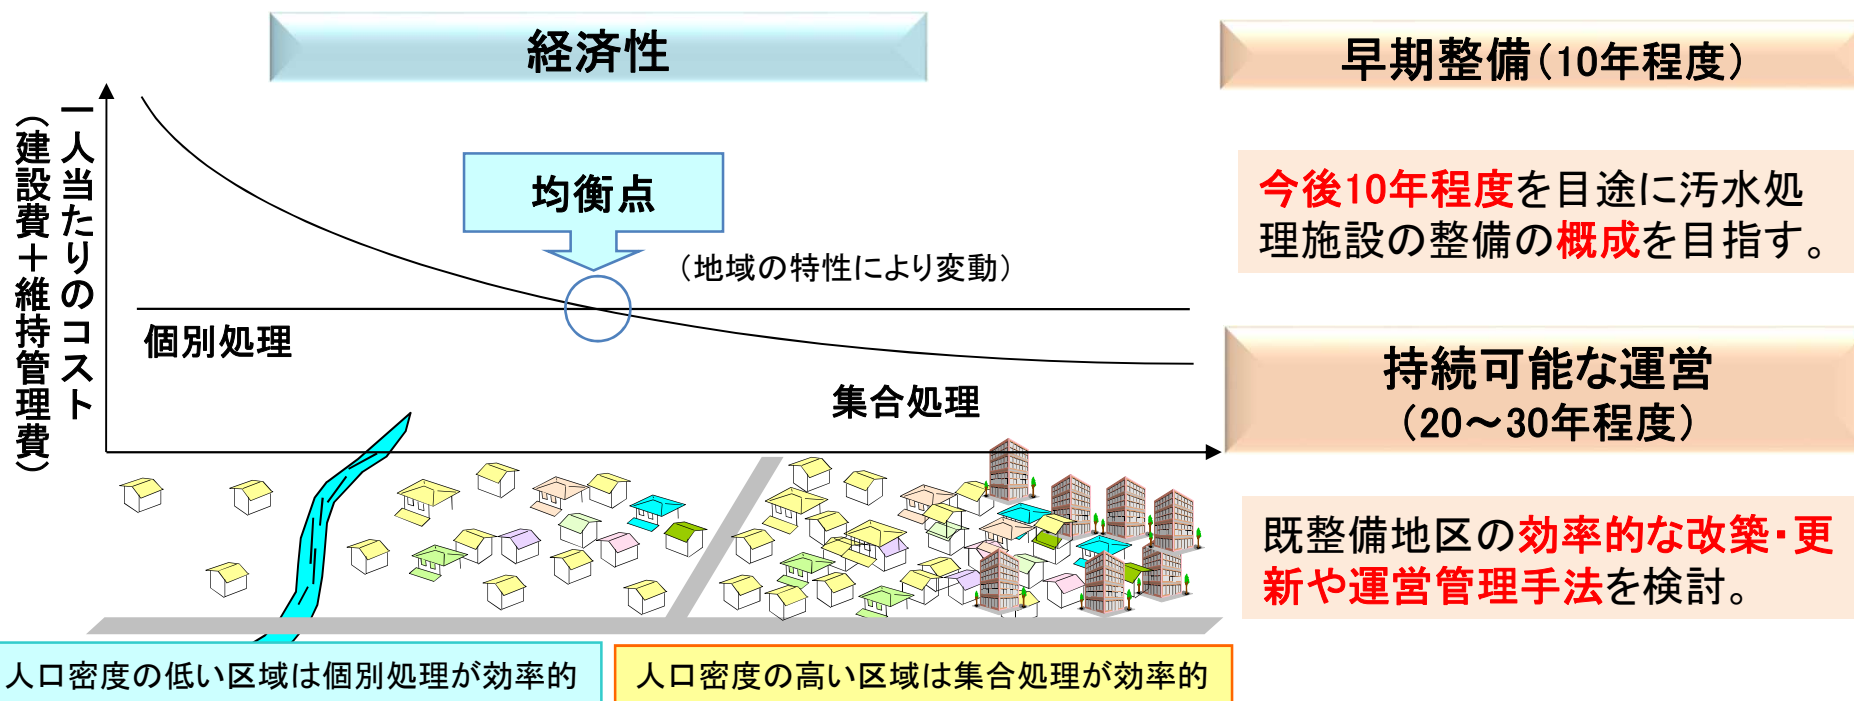 経済性
一人当たりのコスト
（建設費＋維持管理費）
均衡点
（地域の特性により変動）
個別処理
集合処理
人口密度の低い区域は個別処理が効率的
人口密度の高い区域は集合処理が効率的
早期整備（10年程度）
今後10年程度を目途に汚水処
理施設の整備の概成を目指す。
持続可能な運営
（20～30年程度）
既整備地区の効率的な改築・更
新や運営管理手法を検討。